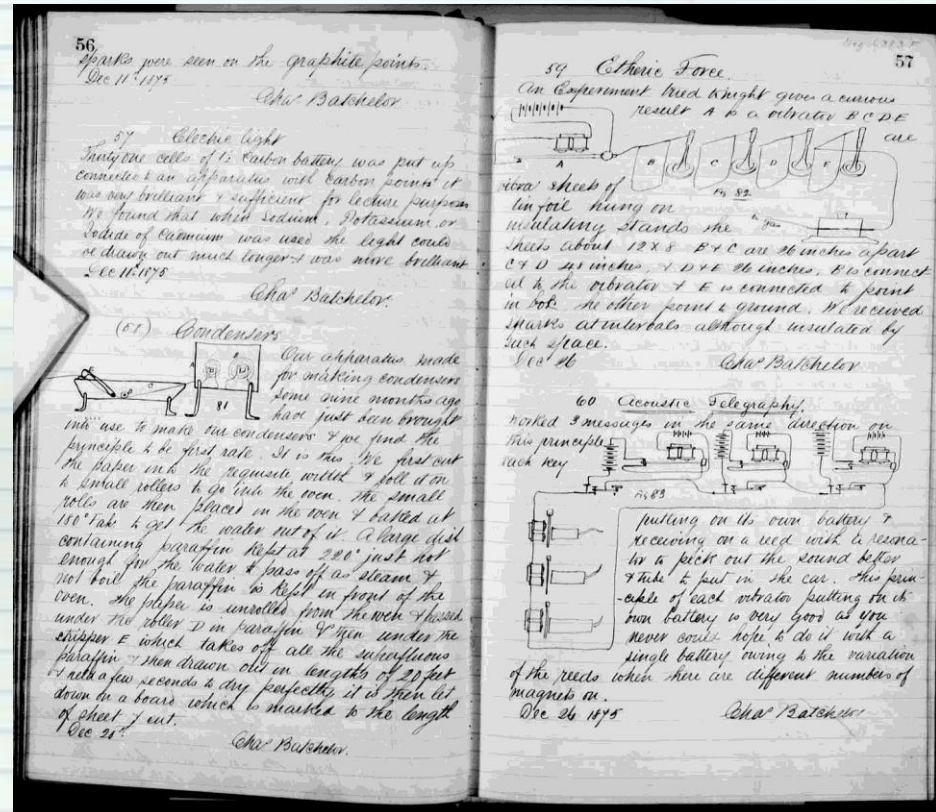 56
sparks were seen on the graphite points.
Dec 11th 1875
Chas Batchelor
57 Electric light
Thirty one cells of 1/2 Carbon battery was put up
connected to an apparatus with carbon points it
was very brilliant & sufficient for lecture purposes
We found that when Sodium, Potassium, or
Iodide of Cadmium was used the light could
be drawn out much longer & was more brilliant
Dec 11th 1875
Chas Batchelor.
(58) Condensers
Our apparatus made
for making condensers
some nine months ago
81
have just been brought
into use to make our condensers & we find the
principle to be first rate. It is this. We first cut
the paper into the requisite width & roll it on
to small rollers to go into the oven. The small
rolls are then placed in the oven & baked at
180° Fah to get the water out of it. A large dish
containing paraffin kept at 220° just hot
enough for the water to pass off as steam &
not boil the paraffin is kept in front of the
oven. The paper is unrolled from the oven & passed
under the roller D in paraffin & then under the
scrapper E which takes off all the superfluous
paraffin & then drawn out in lengths of 20 feet
& held a few seconds to dry perfectly it is then let
down on a board which is marked to the length
of sheet & cut.
Dec 20th
Chas Batchelor.
57
59 Etheric Force.
An Experiment tried tonight gives a curious
result A is a vibrator B C D E
are
A
B C D E
Fig 82
sheets of
tin foil hung on
insulating stands the
sheets about 12 X 8 B & C are 26 inches apart
C & D 48 inches, & D & E 26 inches. B is connect
ed to the vibrator & E is connected to point
in box the other point to ground. We received
sparks at intervals although insulated by
such space.
Dec 26
Chas Batchelor
60 Acoustic Telegraphy.
Worked 3 messages in the same direction on
this principle
each key
Fig 83
putting on its own battery &
receiving on a reed with a resona-
tor to pick out the sound better
& tube to put in the ear. This prin-
ciple of each vibrator putting on its
own battery is very good as you
never could hope to do it with a
single battery owing to the variation
of the reeds when there are different numbers of
magnets on.
Dec 26 1875
Chas Batchelor